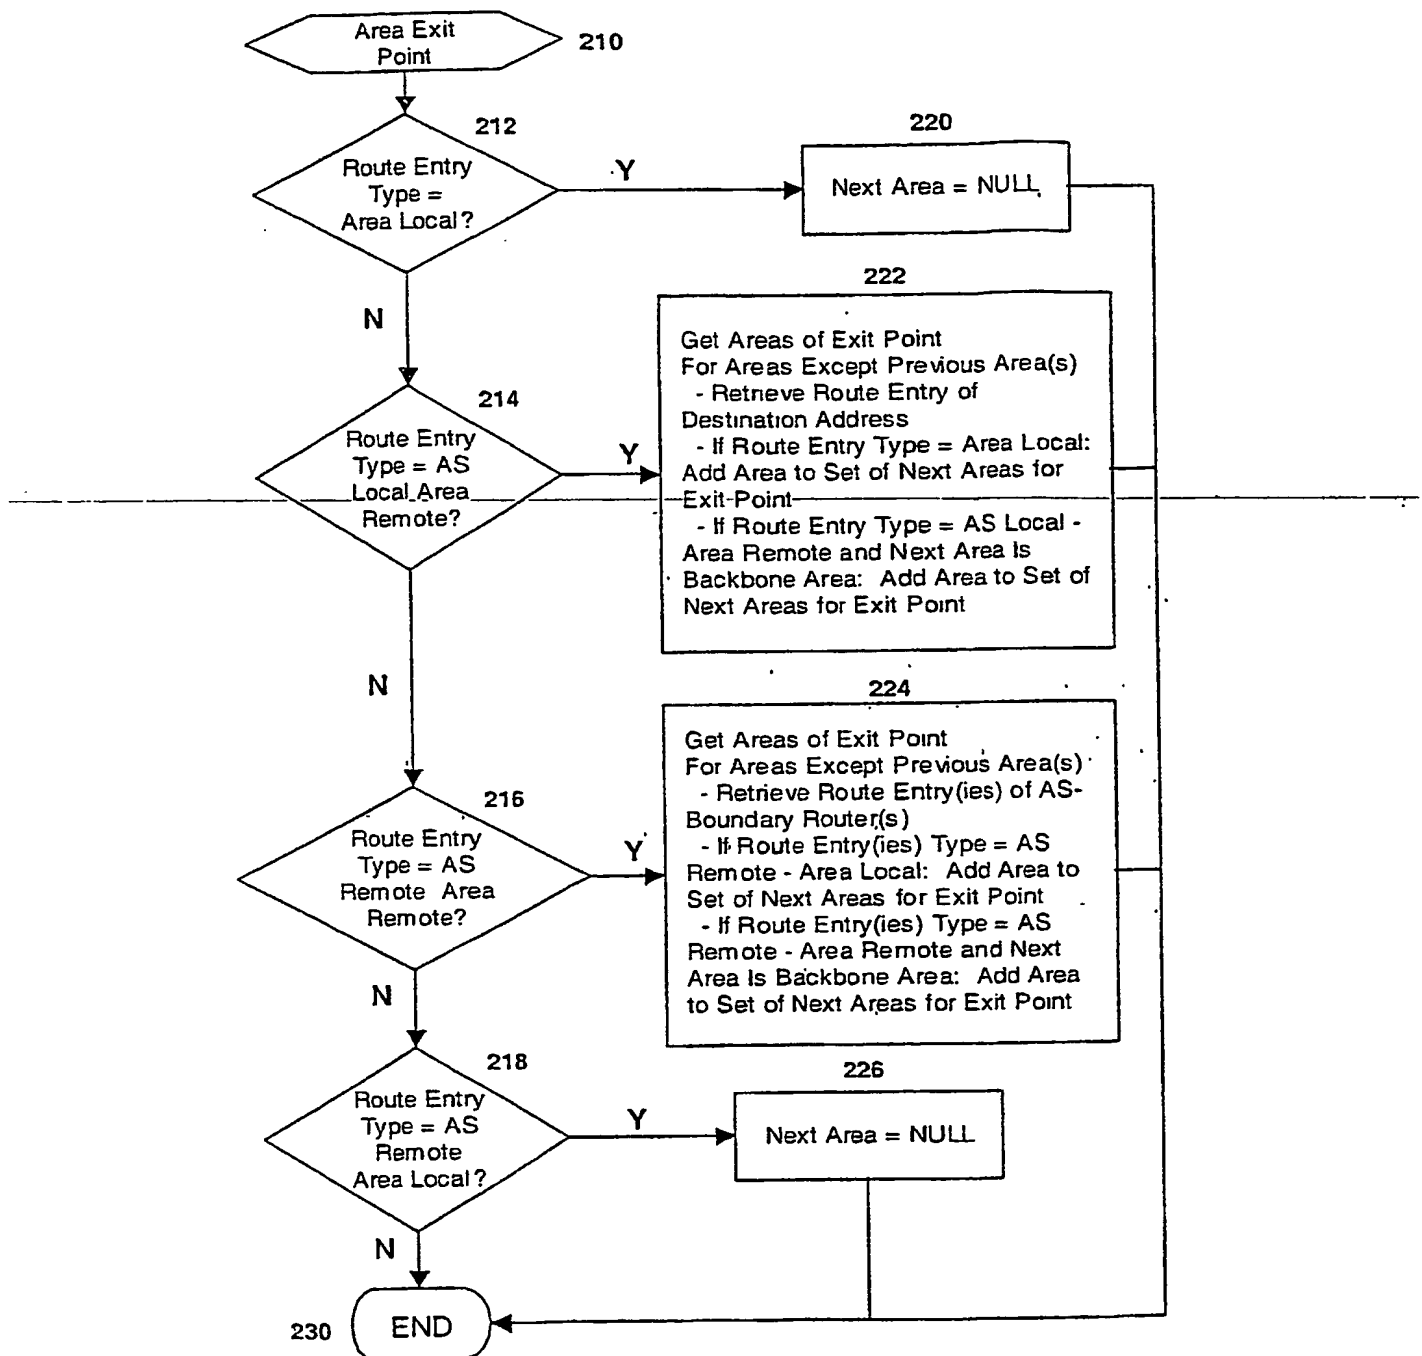 Area Exit
Point
210
212
Route Entry
Type =
Area Local?
Y
220
Next Area = NULL
N
222
Get Areas of Exit Point
For Areas Except Previous Area(s)
- Retrieve Route Entry of
Destination Address
- If Route Entry Type = Area Local:
Add Area to Set of Next Areas for
Exit Point
- If Route Entry Type = AS Local -
Area Remote and Next Area Is
Backbone Area: Add Area to Set of
Next Areas for Exit Point
214
Route Entry
Type = AS
Local Area
Remote?
Y
N
224
Get Areas of Exit Point
For Areas Except Previous Area(s)
- Retrieve Route Entry(ies) of AS-
Boundary Router(s)
- If Route Entry(ies) Type = AS
Remote - Area Local: Add Area to
Set of Next Areas for Exit Point
- If Route Entry(ies) Type = AS
Remote - Area Remote and Next
Area Is Backbone Area: Add Area
to Set of Next Areas for Exit Point
216
Route Entry
Type = AS
Remote Area
Remote?
Y
N
218
Route Entry
Type = AS
Remote
Area Local?
Y
226
Next Area = NULL
N
230
END